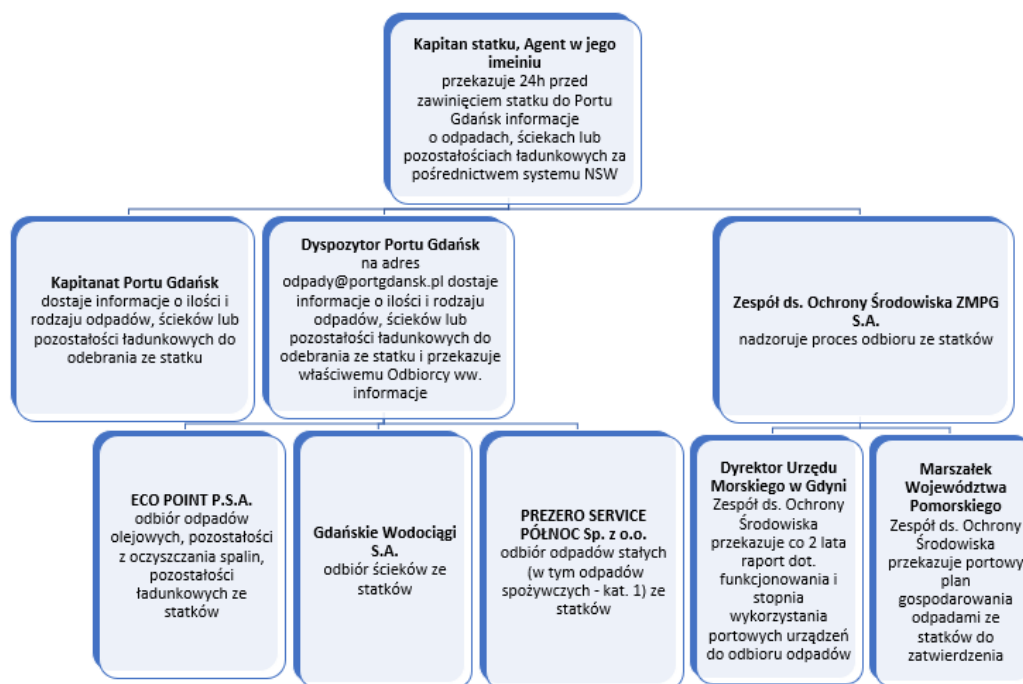 Kapitan statku, Agent w jego
imeiniu
przekazuje 24h przed
zawinięciem statku do Portu
Gdańsk informacje
o odpadach, ściekach lub
pozostałościach ładunkowych za
pośrednictwem systemu NSW
Kapitanat Portu Gdańsk
dostaje informacje o ilości i
rodzaju odpadów, ścieków lub
pozostałości ładunkowych do
odebrania ze statku
Dyspozytor Portu Gdańsk
na adres
odpady@portgdansk.pl dostaje
informacje o ilości i rodzaju
odpadów, ścieków lub
pozostałości ładunkowych do
odebrania ze statku i przekazuje
właściwemu Odbiorcy ww.
informacje
Zespół ds. Ochrony Środowiska ZMPG
S.A.
nadzoruje proces odbioru ze statków
ECO POINT P.S.A.
odbiór odpadów
olejowych, pozostałości
z oczyszczania spalin,
pozostałości
ładunkowych ze
statków
Gdańskie Wodociągi
S.A.
odbiór ścieków ze
statków
PREZERO SERVICE
PÓŁNOC Sp. z o.o.
odbiór odpadów stałych
(w tym odpadów
spożywczych - kat. 1) ze
statków
Dyrektor Urzędu
Morskiego w Gdyni
Zespół ds. Ochrony
Środowiska
przekazuje co 2 lata
raport dot.
funkcjonowania i
stopnia
wykorzystania
portowych urządzeń
do odbioru odpadów
Marszałek
Województwa
Pomorskiego
Zespół ds. Ochrony
Środowiska
przekazuje portowy
plan
gospodarowania
odpadami ze
statków do
zatwierdzenia